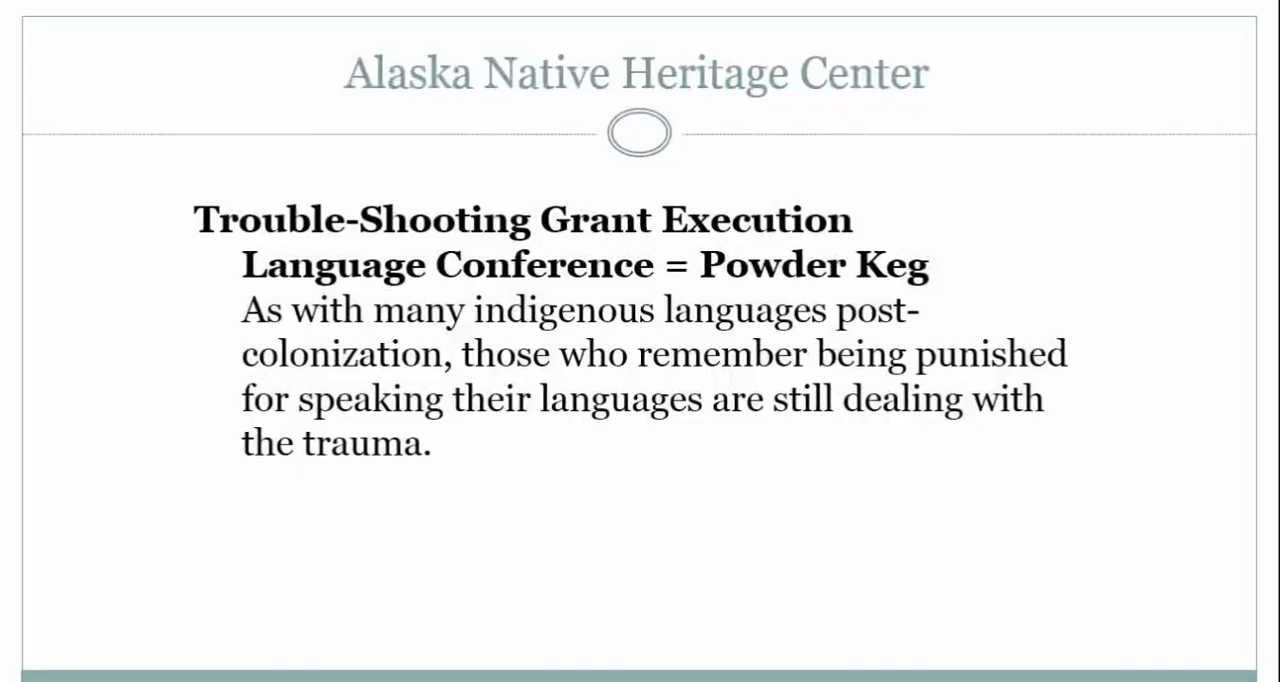 Alaska Native Heritage Center
Trouble-Shooting Grant Execution
Language Conference = Powder Keg
As with many indigenous languages post-
colonization, those who remember being punished
for speaking their languages are still dealing with
the trauma.